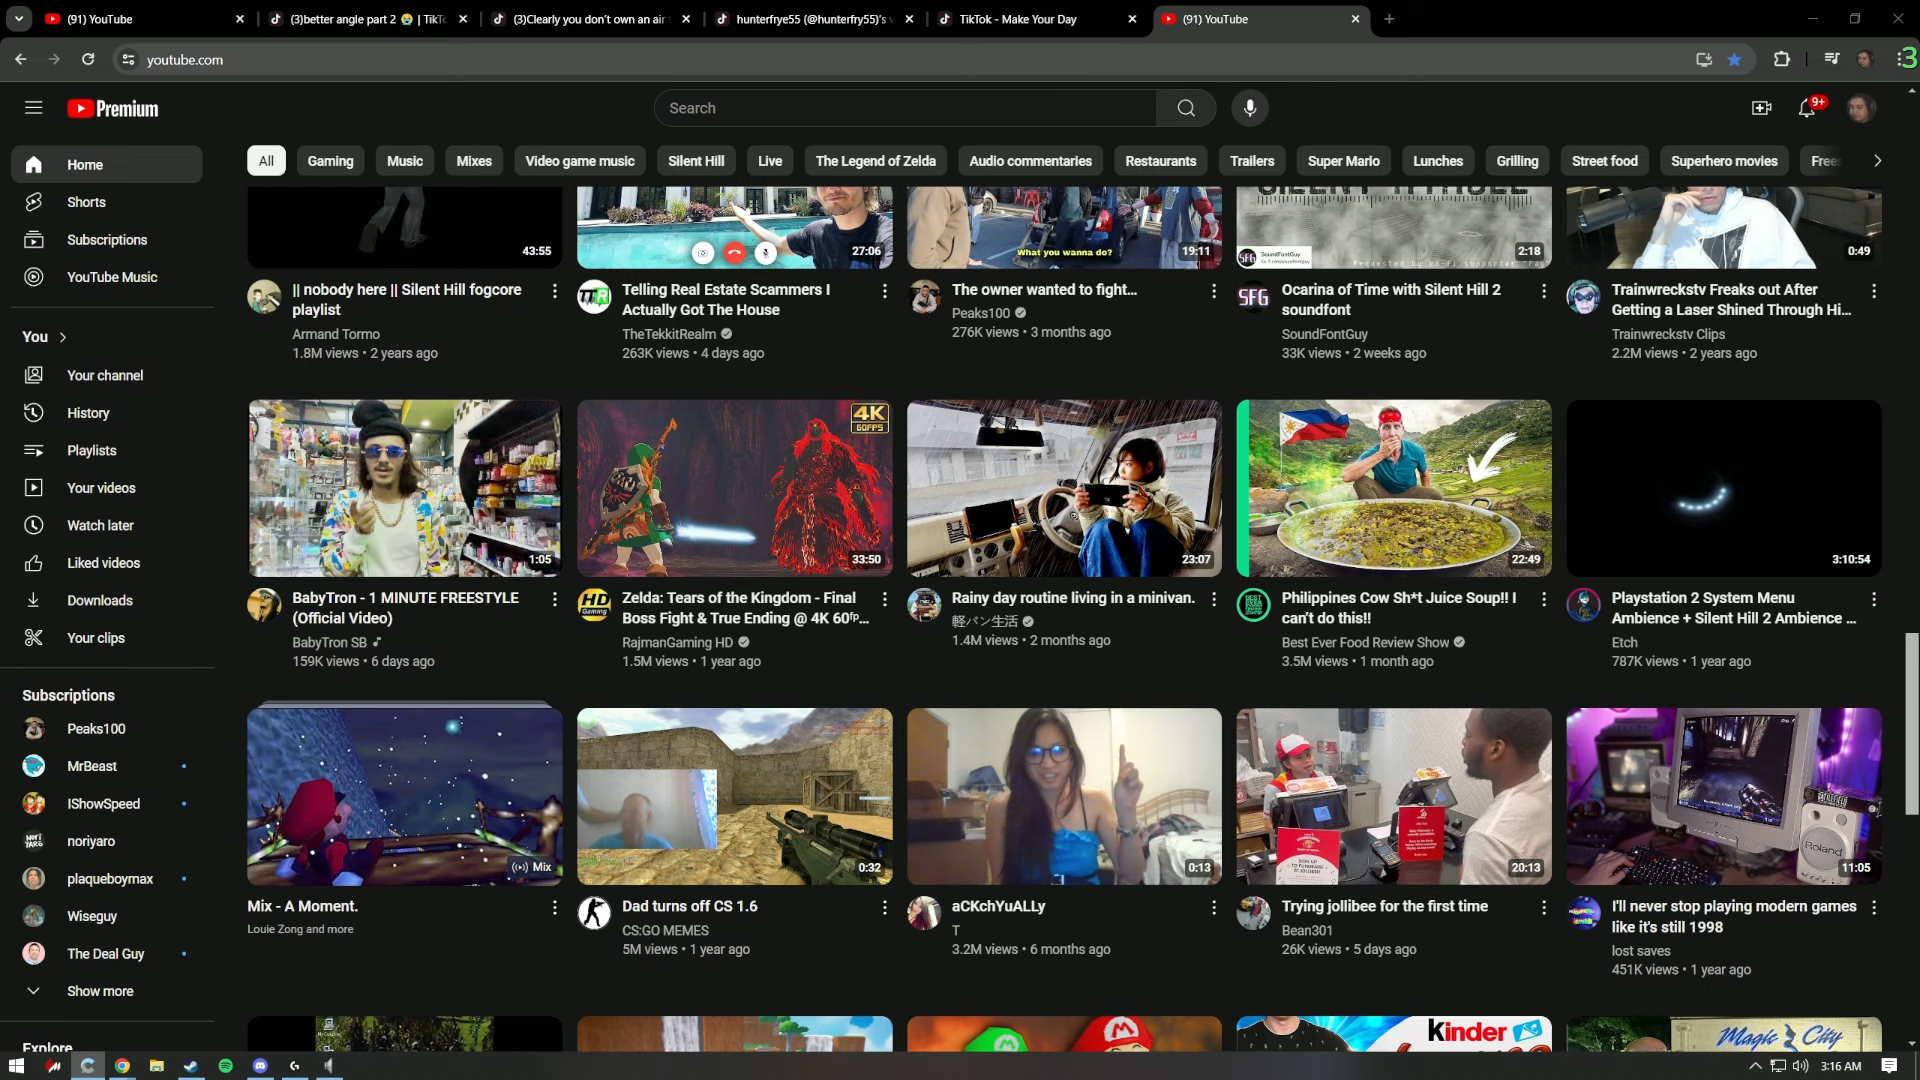 (91) YouTube
(3)better angle part 2 😭 | TikTo
(3)Clearly you don't own an air
hunterfrye55 (@hunterfry55)'s v
TikTok - Make Your Day
(91) YouTube
youtube.com
3
Premium
Search
9+
Home
Shorts
Subscriptions
YouTube Music
You
Your channel
History
Playlists
Your videos
Watch later
Liked videos
Downloads
Your clips
Subscriptions
Peaks100
MrBeast
IShowSpeed
noriyaro
plaqueboymax
Wiseguy
The Deal Guy
Show more
Explore
All
Gaming
Music
Mixes
Video game music
Silent Hill
Live
The Legend of Zelda
Audio commentaries
Restaurants
Trailers
Super Mario
Lunches
Grilling
Street food
Superhero movies
Frees
43:55
27:06
What you wanna do?
19:11
SFG SoundFontGuy
2:18
0:49
|| nobody here || Silent Hill fogcore
playlist
Armand Tormo
1.8M views • 2 years ago
Telling Real Estate Scammers I
Actually Got The House
TheTekkitRealm
263K views • 4 days ago
The owner wanted to fight...
Peaks100
276K views • 3 months ago
SFG
Ocarina of Time with Silent Hill 2
soundfont
SoundFontGuy
33K views • 2 weeks ago
Trainwreckstv Freaks out After
Getting a Laser Shined Through Hi...
Trainwreckstv Clips
2.2M views • 2 years ago
1:05
4K
60FPS
33:50
23:07
22:49
3:10:54
BabyTron - 1 MINUTE FREESTYLE
(Official Video)
BabyTron SB
159K views • 6 days ago
HD
Gaming
Zelda: Tears of the Kingdom - Final
Boss Fight & True Ending @ 4K 60ᶠᵖ...
RajmanGaming HD
1.5M views • 1 year ago
Rainy day routine living in a minivan.
軽バン生活
1.4M views • 2 months ago
Philippines Cow Sh*t Juice Soup!! I
can't do this!!
Best Ever Food Review Show
3.5M views • 1 month ago
Playstation 2 System Menu
Ambience + Silent Hill 2 Ambience ...
Etch
787K views • 1 year ago
Mix
0:32
0:13
20:13
Roland
11:05
Mix - A Moment.
Louie Zong and more
Dad turns off CS 1.6
CS:GO MEMES
5M views • 1 year ago
aCKchYuALLy
T
3.2M views • 6 months ago
Trying jollibee for the first time
Bean301
26K views • 5 days ago
I'll never stop playing modern games
like it's still 1998
lost saves
451K views • 1 year ago
Kinder
Magic City
3:16 AM